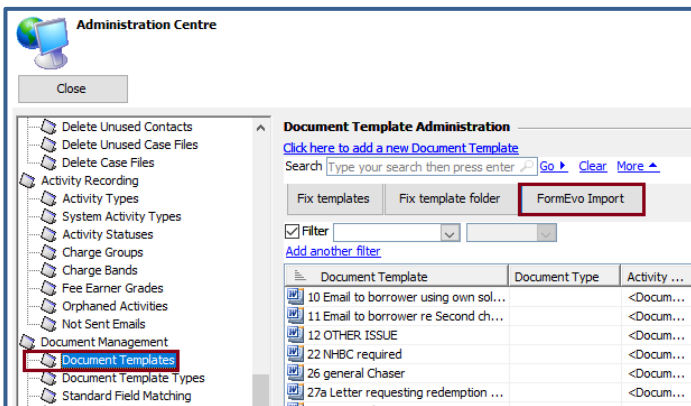 Administration Centre
Close
Delete Unused Contacts
Delete Unused Case Files
Delete Case Files
Activity Recording
Activity Types
System Activity Types
Activity Statuses
Charge Groups
Charge Bands
Fee Earner Grades
Orphaned Activities
Not Sent Emails
Document Management
Document Templates
Document Template Types
Standard Field Matching
Document Template Administration
Click here to add a new Document Template
Search Type your search then press enter Go Clear More
Fix templates Fix template folder FormEvo Import
Filter
Add another filter
Document Template Document Type Activity ...
10 Email to borrower using own sol... <Docum...
11 Email to borrower re Second ch... <Docum...
12 OTHER ISSUE <Docum...
22 NHBC required <Docum...
26 general Chaser <Docum...
27a Letter requesting redemption ... <Docum...